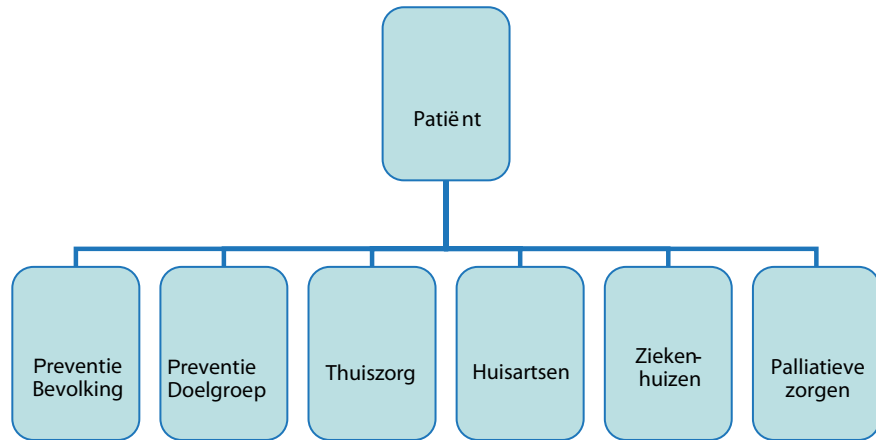 Patiënt
Preventie
Bevolking
Preventie
Doelgroep
Thuiszorg
Huisartsen
Zieken-
huizen
Palliatieve
zorgen